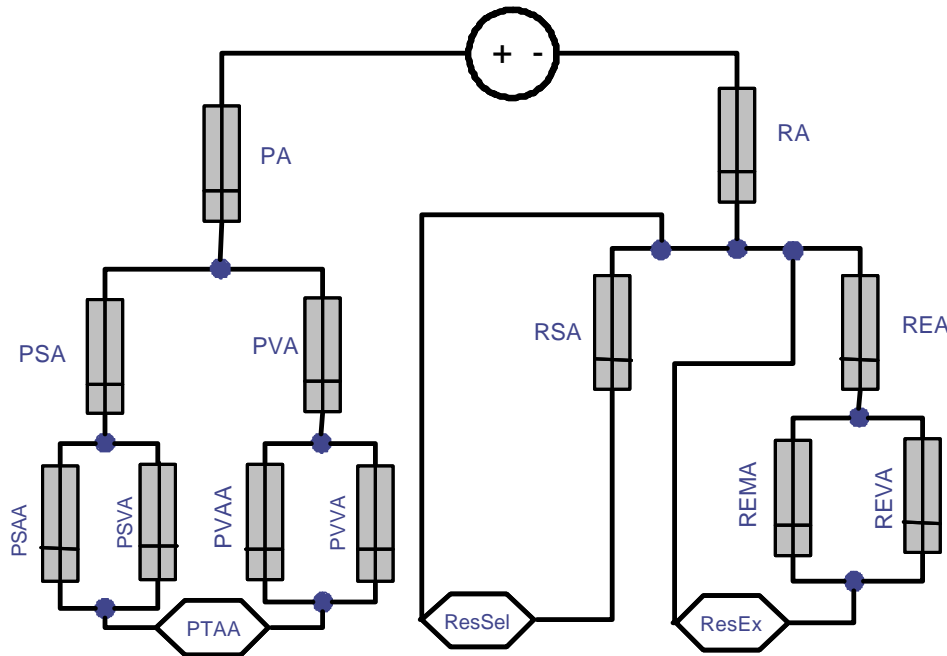 + -
PA
RA
PSA
PVA
RSA
REA
PSAA
PSVA
PVAA
PVVA
REMA
REVA
PTAA
ResSel
ResEx